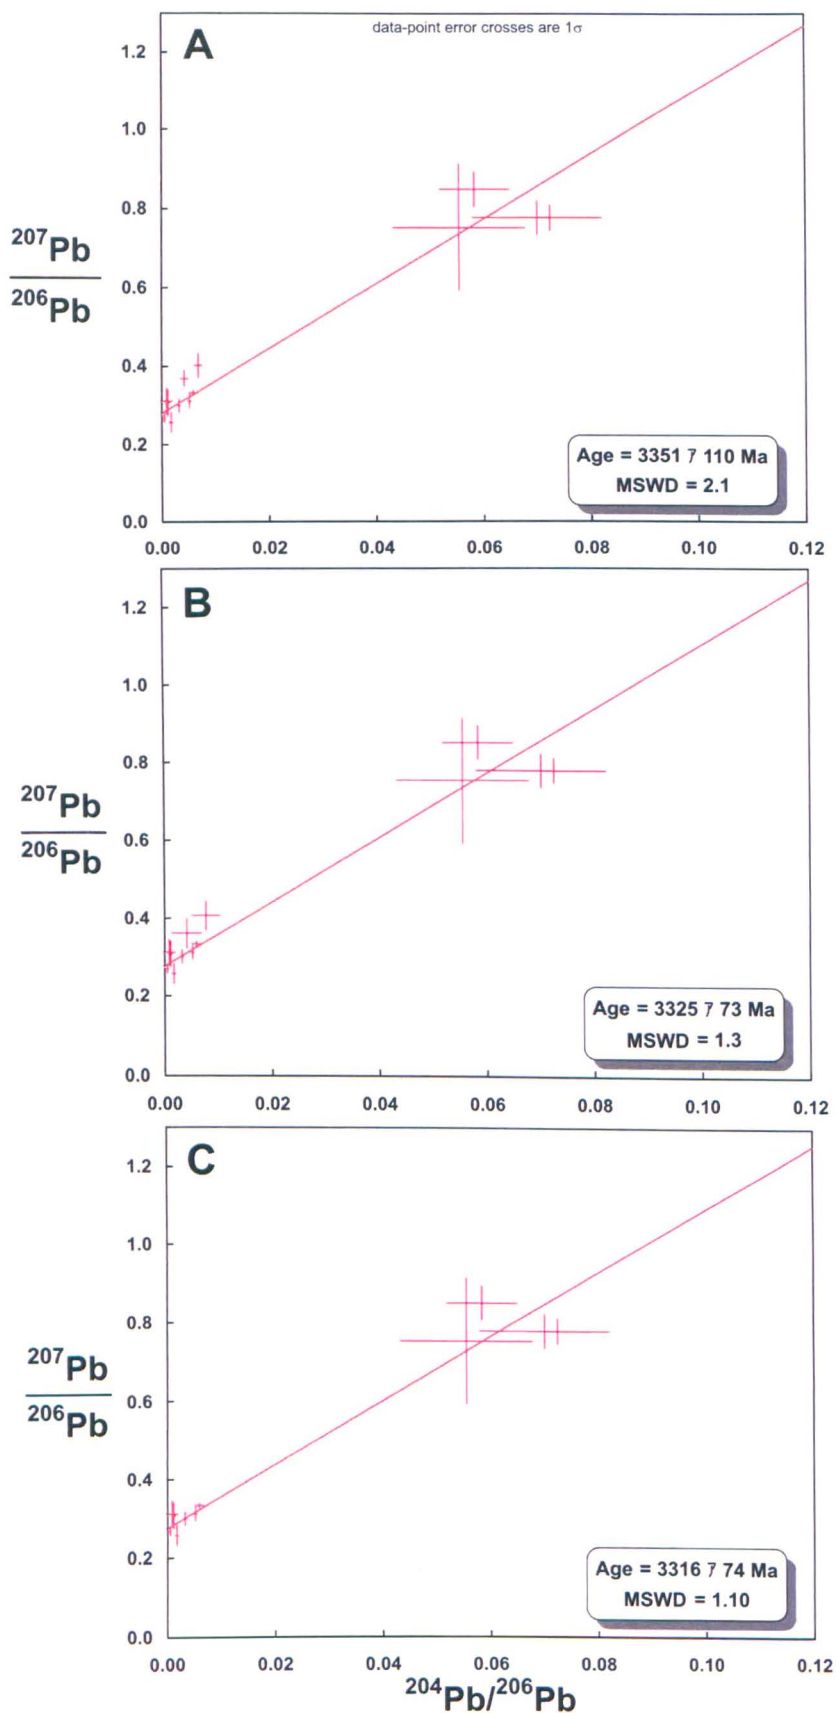 A
data-point error crosses are 1σ
1.2
1.0
0.8
0.6
0.4
0.2
0.0
207Pb
206Pb
Age = 3351 7 110 Ma
MSWD = 2.1
0.00 0.02 0.04 0.06 0.08 0.10 0.12
B
1.2
1.0
0.8
0.6
0.4
0.2
0.0
207Pb
206Pb
Age = 3325 7 73 Ma
MSWD = 1.3
0.00 0.02 0.04 0.06 0.08 0.10 0.12
C
1.2
1.0
0.8
0.6
0.4
0.2
0.0
207Pb
206Pb
Age = 3316 7 74 Ma
MSWD = 1.10
0.00 0.02 0.04 0.06 0.08 0.10 0.12
204Pb/206Pb